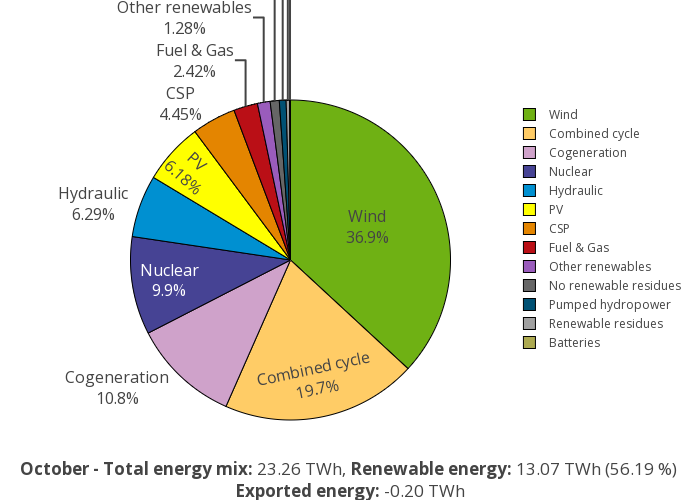 Other renewables
1.28%
Fuel & Gas
2.42%
CSP
4.45%
PV
6.18%
Hydraulic
6.29%
Nuclear
9.9%
Cogeneration
10.8%
Combined cycle
19.7%
Wind
36.9%
Wind
Combined cycle
Cogeneration
Nuclear
Hydraulic
PV
CSP
Fuel & Gas
Other renewables
No renewable residues
Pumped hydropower
Renewable residues
Batteries
October - Total energy mix: 23.26 TWh, Renewable energy: 13.07 TWh (56.19 %)
Exported energy: -0.20 TWh